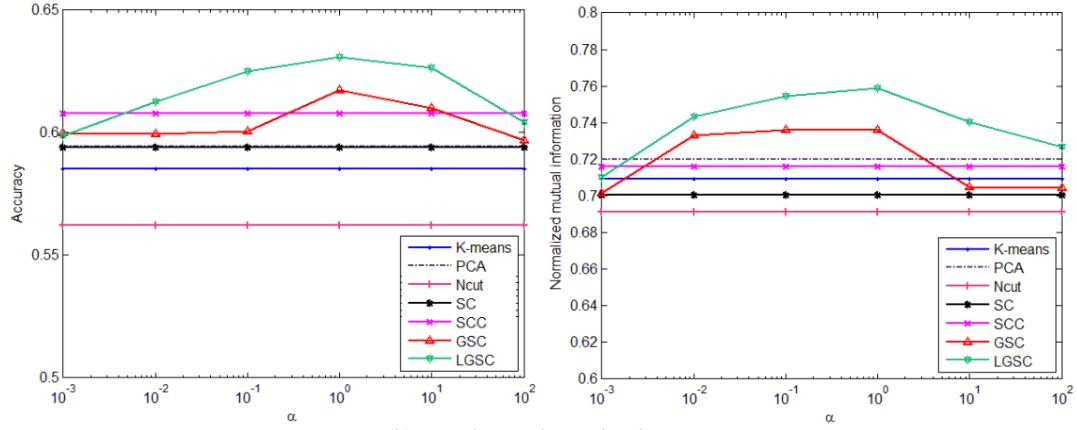 0.65
0.6
0.55
0.5
Accuracy
10^-3
10^-2
10^-1
10^0
10^1
10^2
α
K-means
PCA
Ncut
SC
SCC
GSC
LGSC
0.8
0.78
0.76
0.74
0.72
0.7
0.68
0.66
0.64
0.62
0.6
Normalized mutual information
10^-3
10^-2
10^-1
10^0
10^1
10^2
α
K-means
PCA
Ncut
SC
SCC
GSC
LGSC